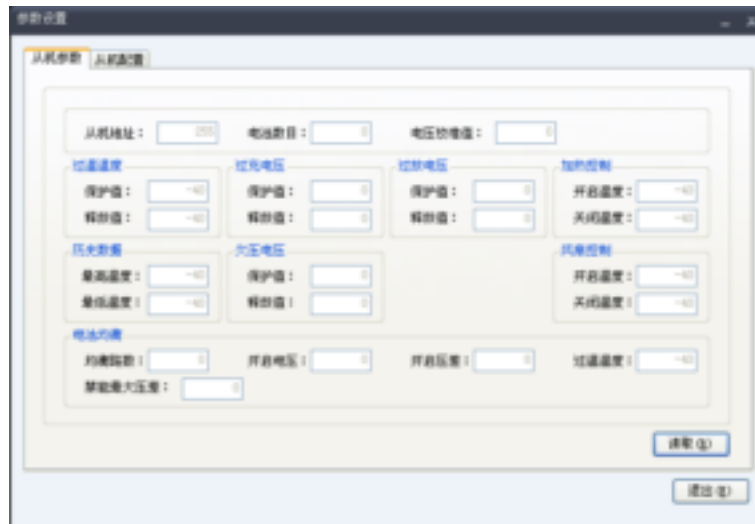 参数设置
从机参数 从机配置
从机地址： 255 电池数目： 0 电压校准值： 0
过温温度 过充电压 过放电压 加热控制
保护值： -40 保护值： 0 保护值： 0 开启温度： -40
释放值： -40 释放值： 0 释放值： 0 关闭温度： -40
历史数据 欠压电压 风扇控制
最高温度： -40 保护值： 0 开启温度： -40
最低温度： -40 释放值： 0 关闭温度： -40
电池均衡
均衡路数： 0 开启电压： 0 开启压差： 0 过温温度： -40
禁能最大压差： 0
读取
退出